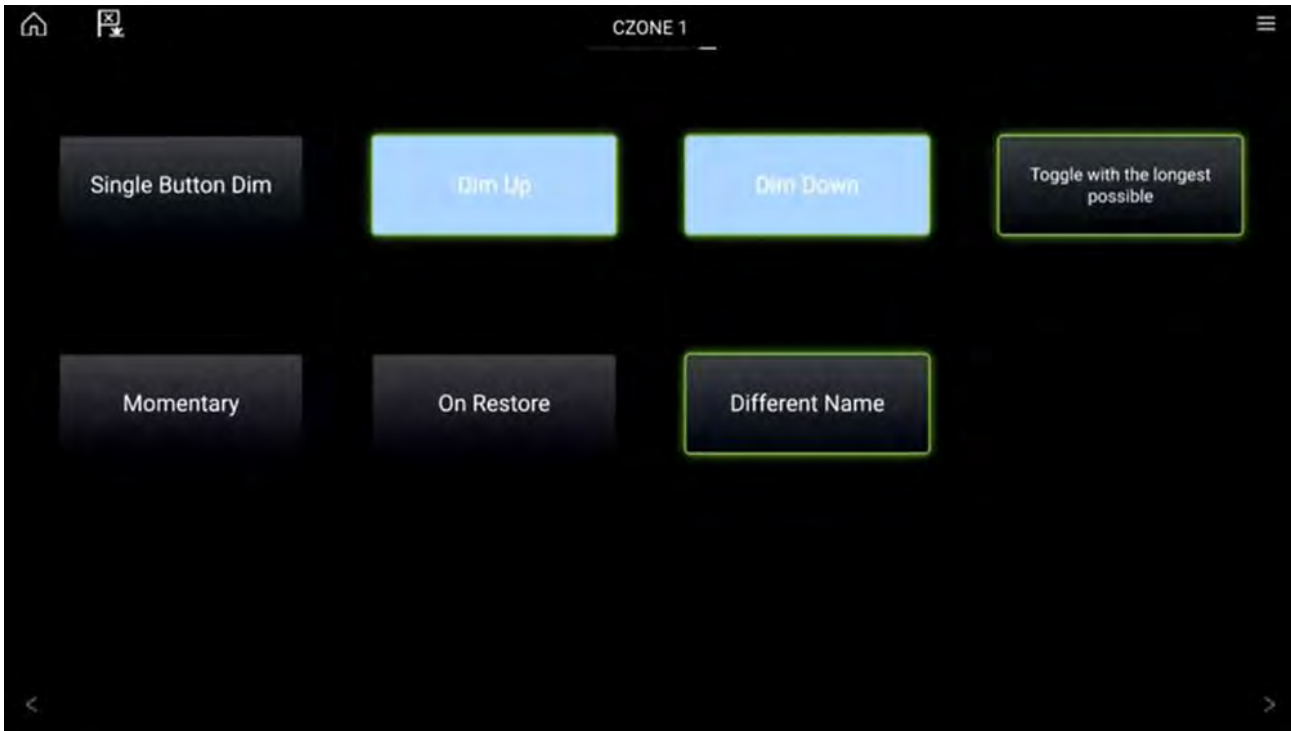 CZONE 1
Single Button Dim
Dim Up
Dim Down
Toggle with the longest
possible
Momentary
On Restore
Different Name